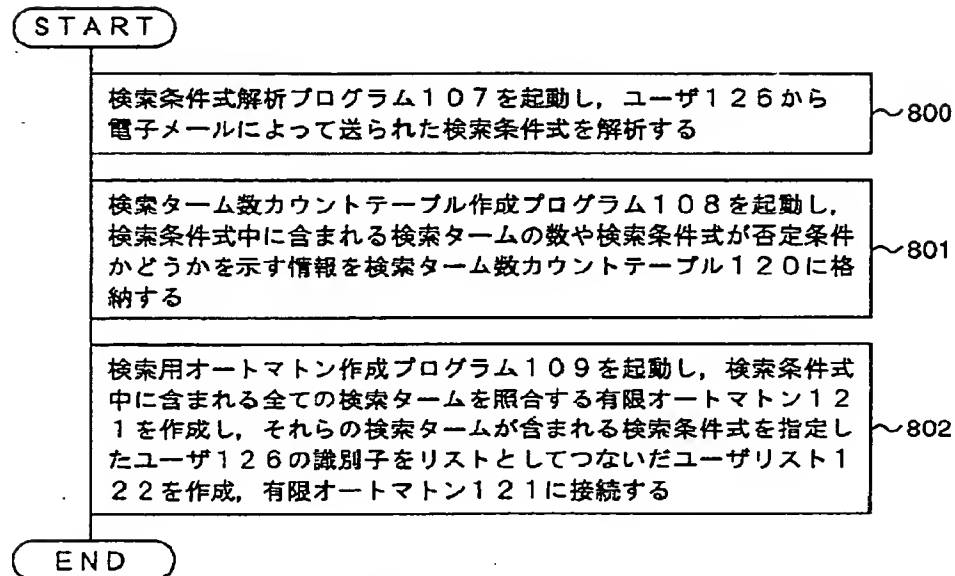 START
検索条件式解析プログラム107を起動し，ユーザ126から
電子メールによって送られた検索条件式を解析する
～800
検索ターム数カウントテーブル作成プログラム108を起動し，
検索条件式中に含まれる検索タームの数や検索条件式が否定条件
かどうかを示す情報を検索ターム数カウントテーブル120に格
納する
～801
検索用オートマトン作成プログラム109を起動し，検索条件式
中に含まれる全ての検索タームを照合する有限オートマトン12
1を作成し，それらの検索タームが含まれる検索条件式を指定し
たユーザ126の識別子をリストとしてつないだユーザリスト1
22を作成，有限オートマトン121に接続する
～802
END